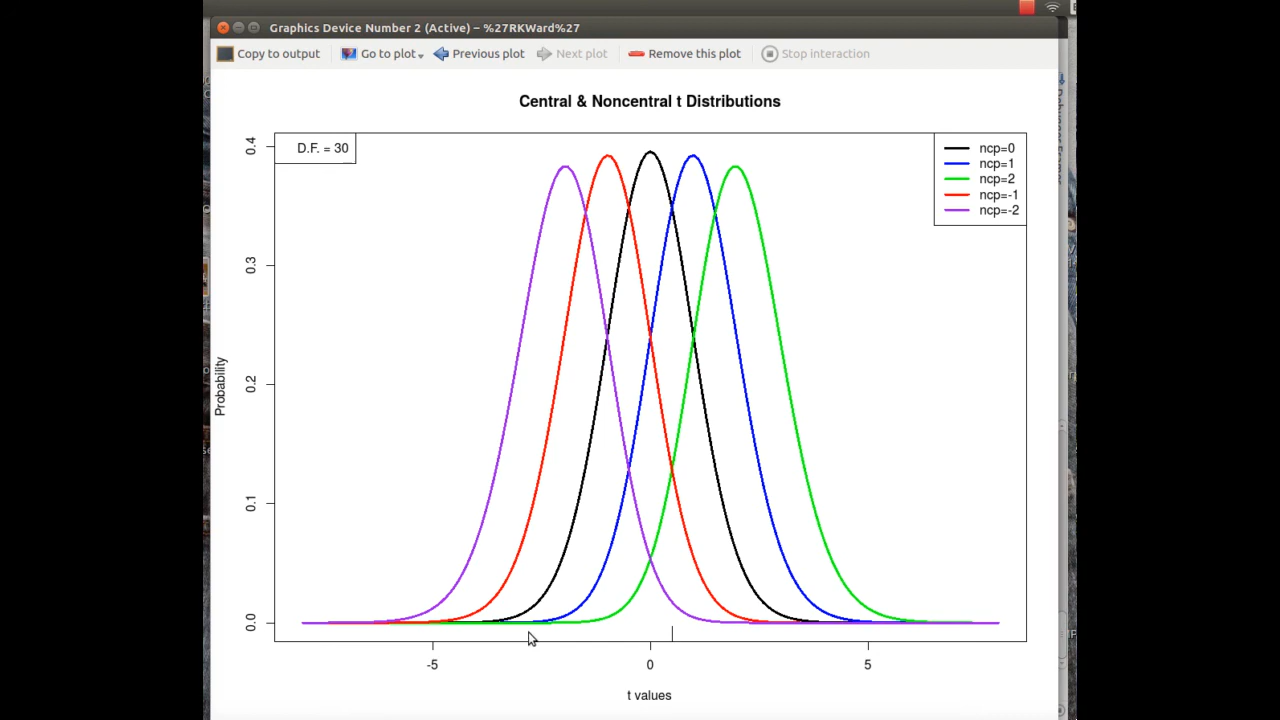 Graphics Device Number 2 (Active) – %27RKWard%27
Copy to output Go to plot Previous plot Next plot Remove this plot Stop interaction
Central & Noncentral t Distributions
D.F. = 30
ncp=0
ncp=1
ncp=2
ncp=-1
ncp=-2
Probability
0.4
0.3
0.2
0.1
0.0
-5 0 5
t values